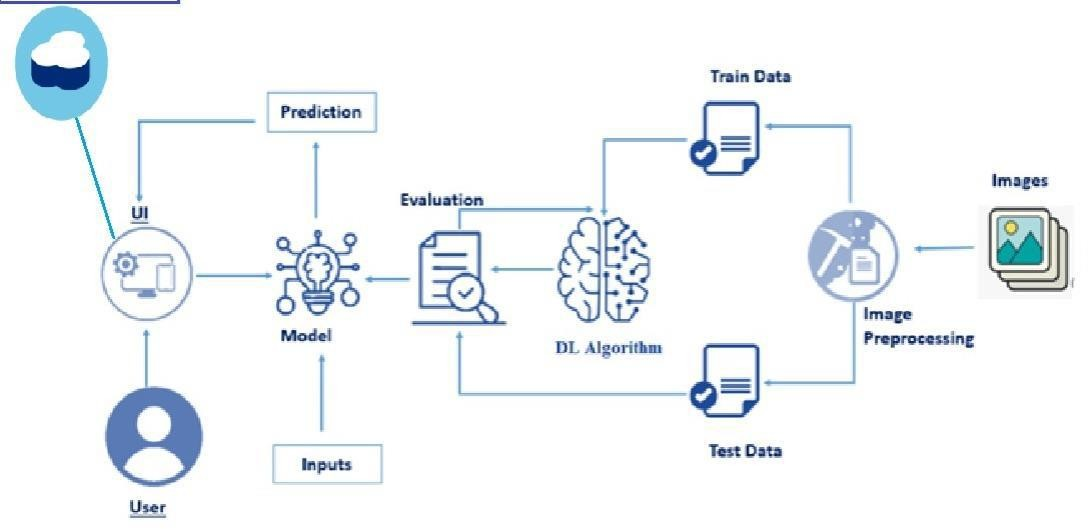 Train Data
Prediction
Images
Evaluation
UI
Image
Preprocessing
Model
DL Algorithm
Test Data
Inputs
User